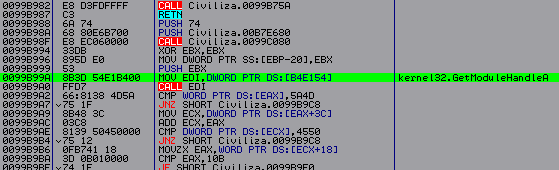 0099B982 E8 D3FDFFFF CALL Civiliza.0099B75A
0099B987 C3 RETN
0099B988 6A 74 PUSH 74
0099B98A 68 80E6B700 PUSH Civiliza.00B7E680
0099B98F E8 EC060000 CALL Civiliza.0099C080
0099B994 33DB XOR EBX,EBX
0099B996 895D E0 MOV DWORD PTR SS:[EBP-20],EBX
0099B999 53 PUSH EBX
0099B99A 8B3D 54E1B400 MOV EDI,DWORD PTR DS:[B4E154] kernel32.GetModuleHandleA
0099B9A0 FFD7 CALL EDI
0099B9A2 66:8138 4D5A CMP WORD PTR DS:[EAX],5A4D
0099B9A7 75 1F JNZ SHORT Civiliza.0099B9C8
0099B9A9 8B48 3C MOV ECX,DWORD PTR DS:[EAX+3C]
0099B9AC 03C8 ADD ECX,EAX
0099B9AE 8139 50450000 CMP DWORD PTR DS:[ECX],4550
0099B9B4 75 12 JNZ SHORT Civiliza.0099B9C8
0099B9B6 0FB741 18 MOVZX EAX,WORD PTR DS:[ECX+18]
0099B9BA 3D 0B010000 CMP EAX,10B
0099B9BF 74 1F JE SHORT Civiliza.0099B9E0